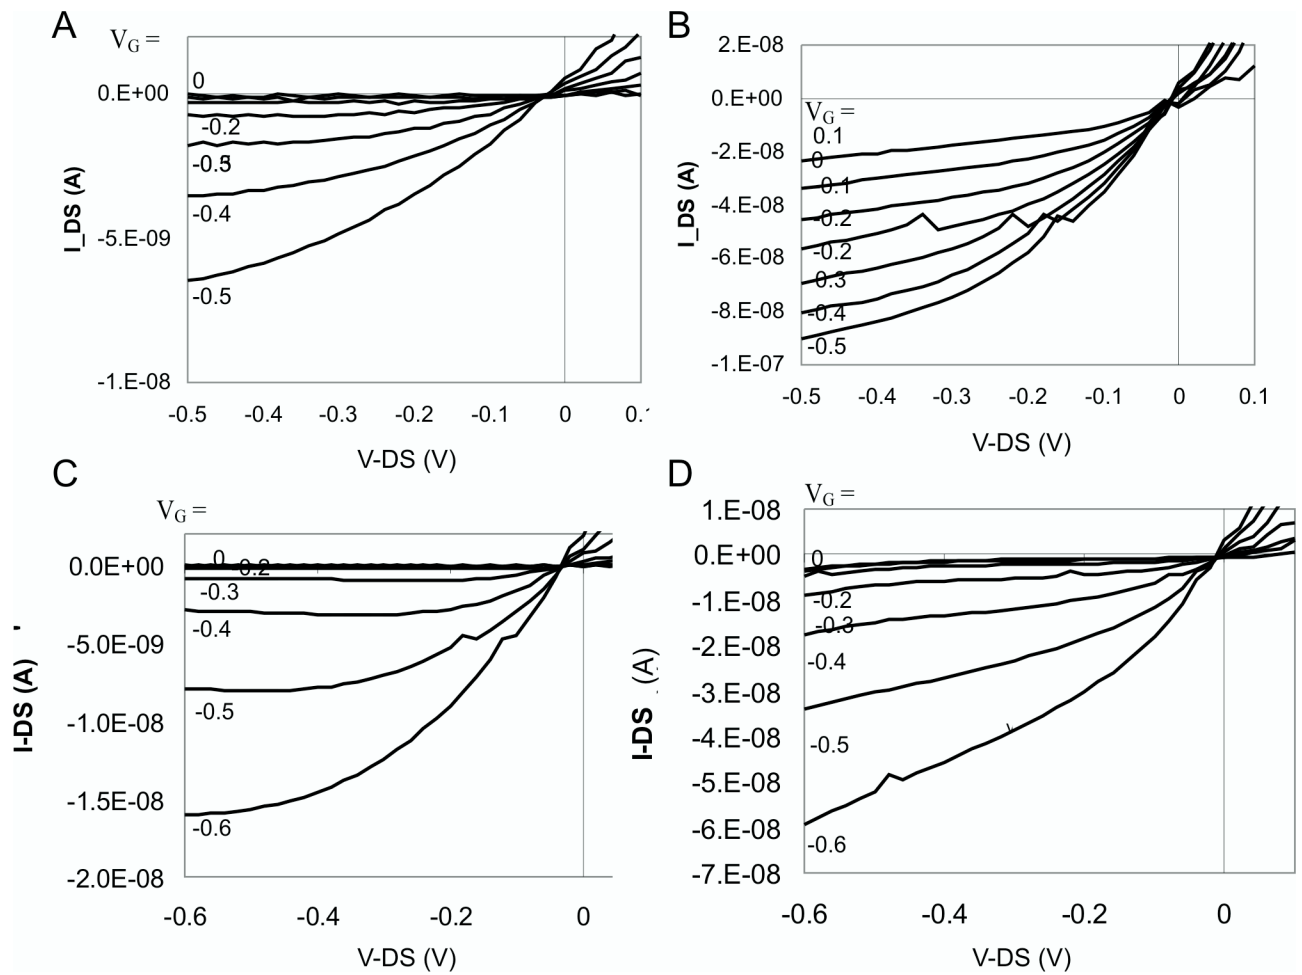 A
V_G =
0
0.E+00
-0.2
-0.3
-0.4
-5.E-09
-0.5
-1.E-08
I_DS (A)
-0.5 -0.4 -0.3 -0.2 -0.1 0
V-DS (V)
B
2.E-08
0.E+00
V_G =
0.1
0
-2.E-08
-0.1
-4.E-08
-0.2
-0.2
-6.E-08
-0.3
-8.E-08
-0.4
-0.5
-1.E-07
I_DS (A)
-0.5 -0.4 -0.3 -0.2 -0.1 0 0.1
V-DS (V)
C
V_G =
0
0.0E+00
-0.2
-0.3
-0.4
-5.0E-09
-0.5
-1.0E-08
-1.5E-08
-0.6
-2.0E-08
I-DS (A)
-0.6 -0.4 -0.2 0
V-DS (V)
D
V_G =
1.E-08
0.E+00
0
-1.E-08
-0.2
-0.3
-2.E-08
-0.4
-3.E-08
-4.E-08
-0.5
-5.E-08
-6.E-08
-0.6
-7.E-08
I-DS (A)
-0.6 -0.4 -0.2 0
V-DS (V)